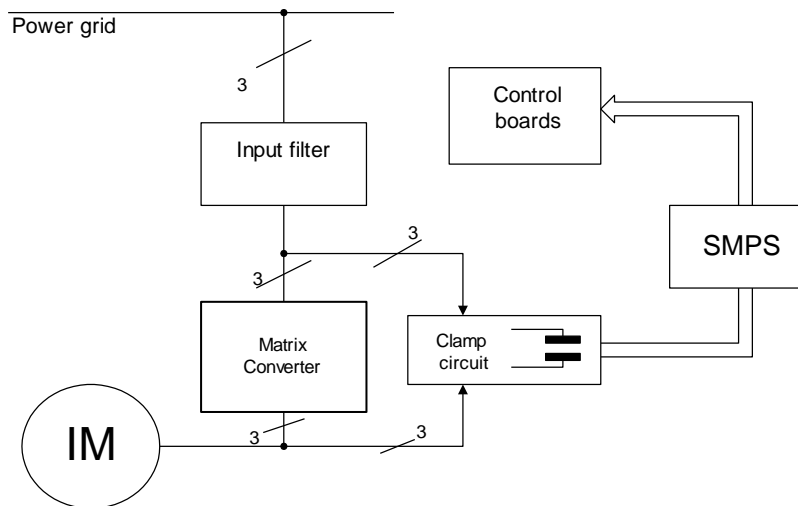 Power grid
3
Input filter
Control
boards
3
3
SMPS
Matrix
Converter
Clamp
circuit
IM
3
3